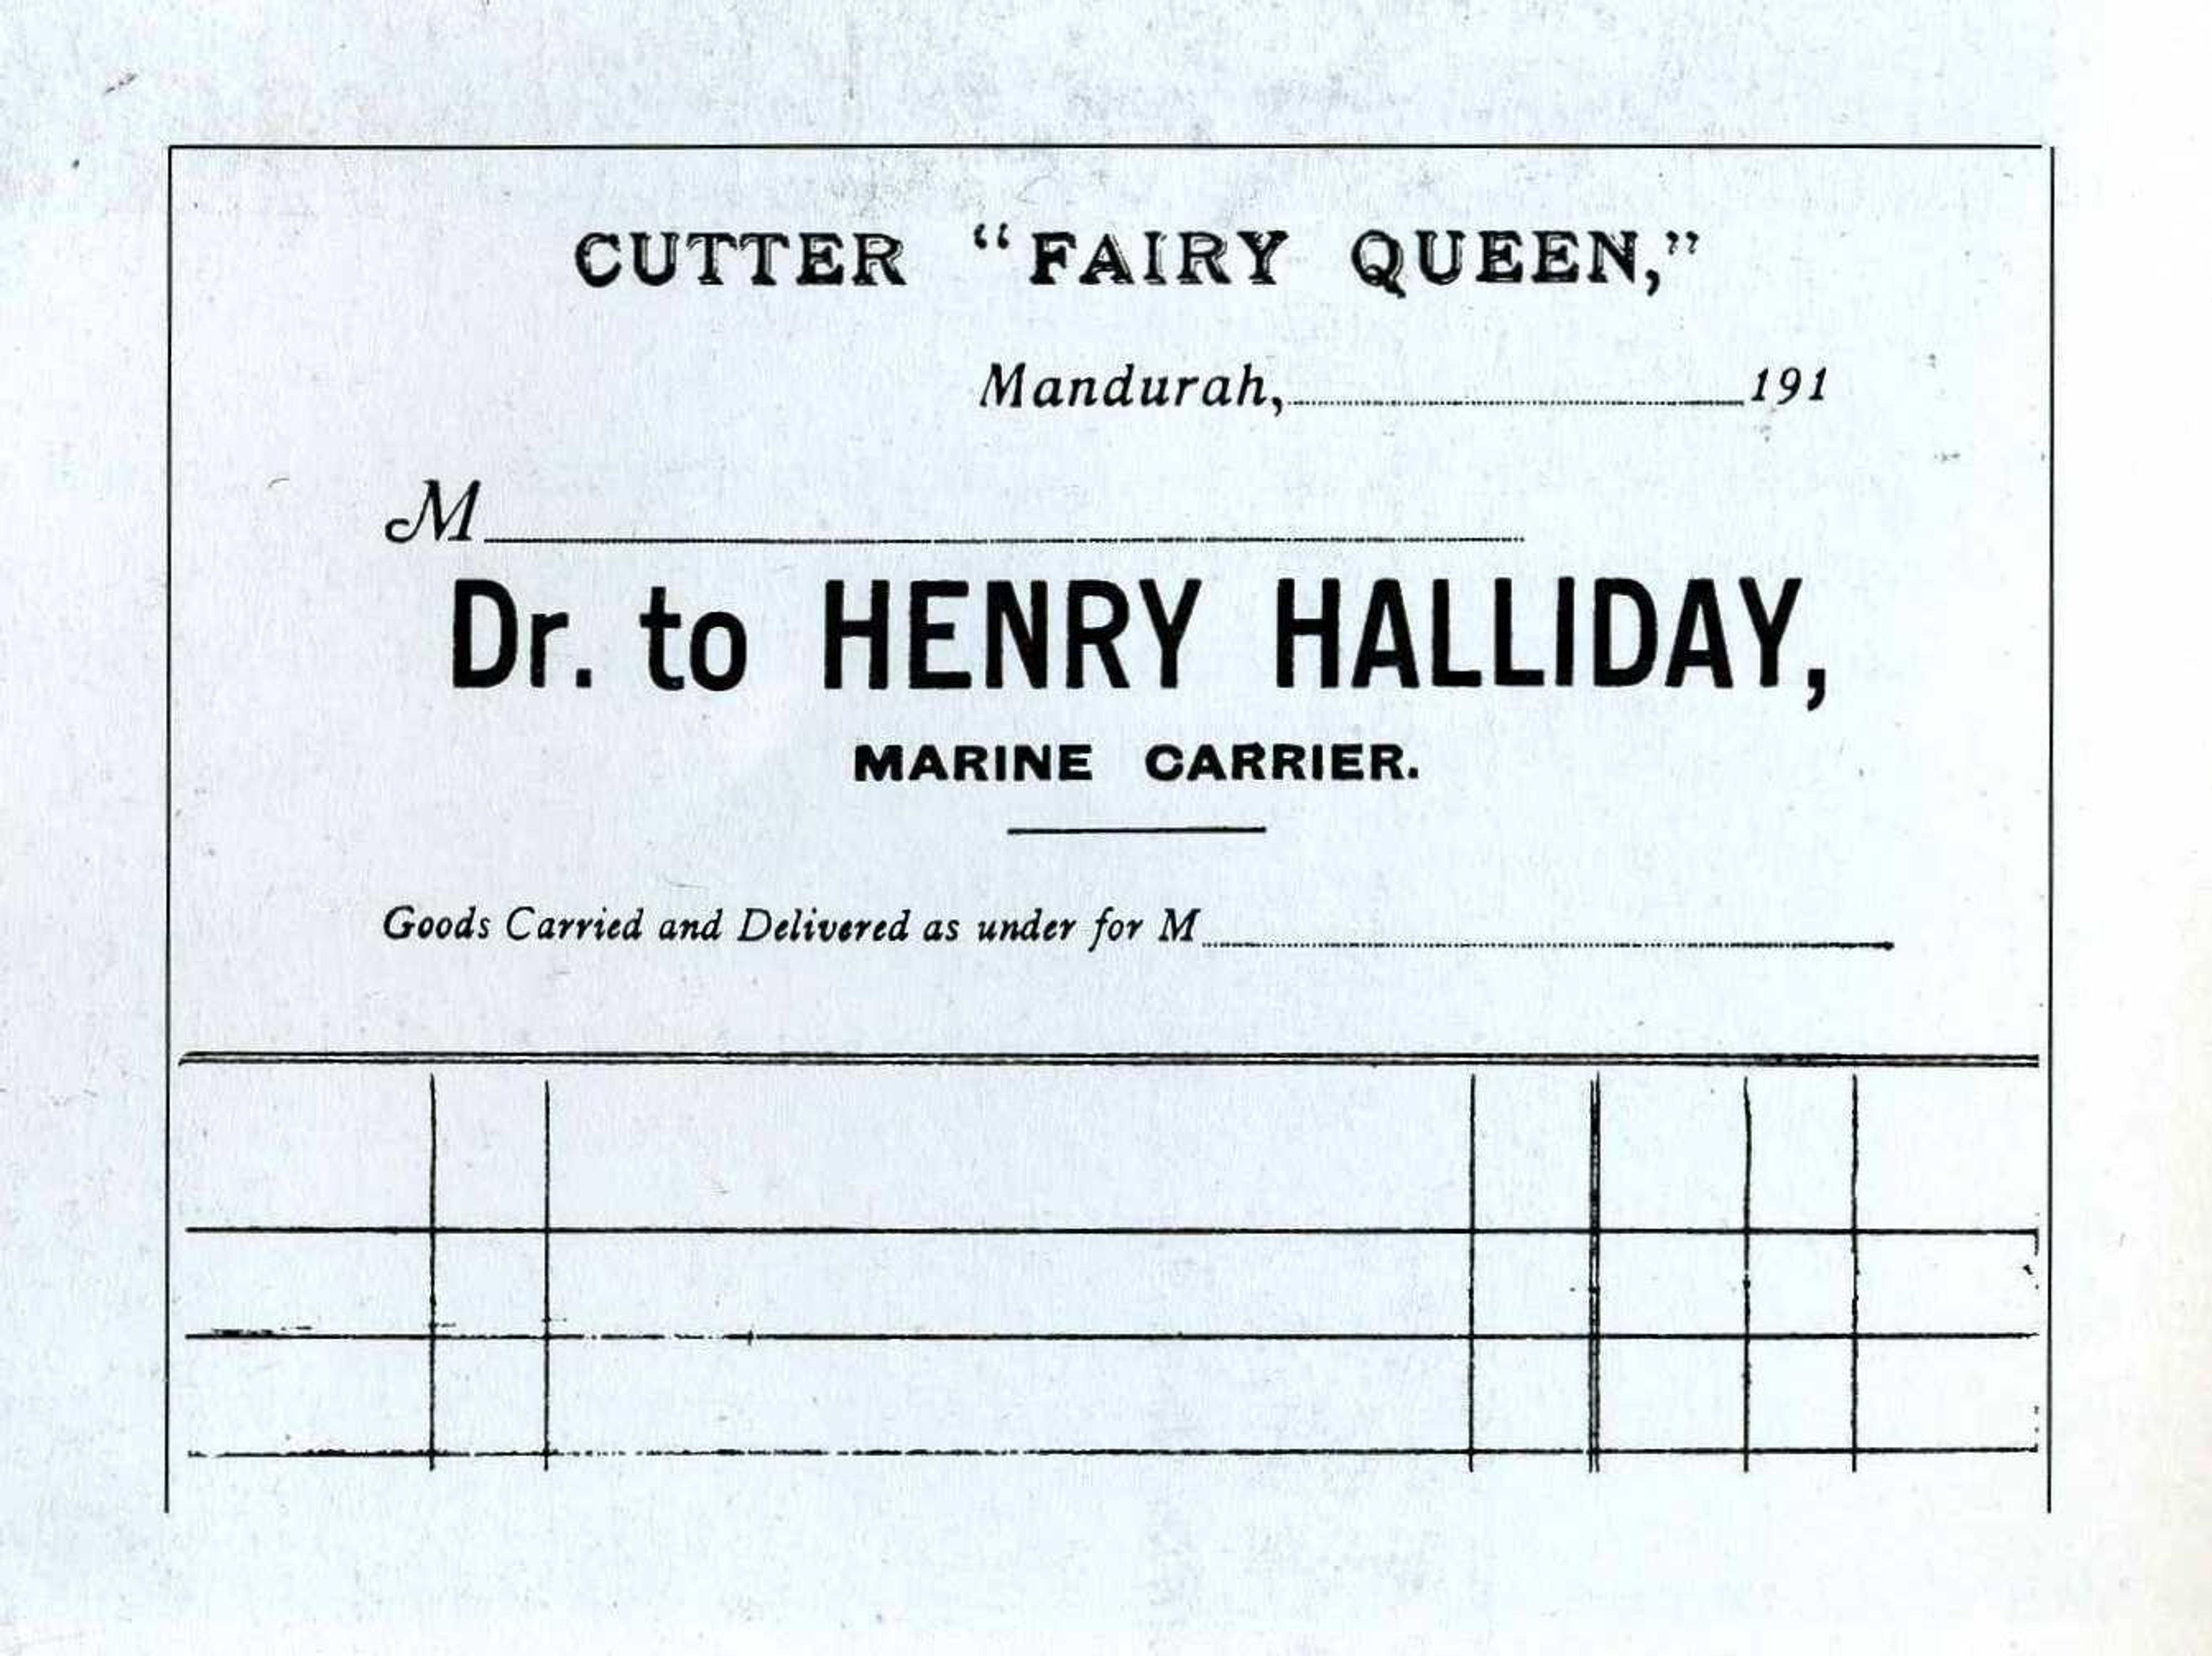 CUTTER “FAIRY QUEEN,”
Mandurah, 191
M
Dr. to HENRY HALLIDAY,
MARINE CARRIER.
Goods Carried and Delivered as under for M